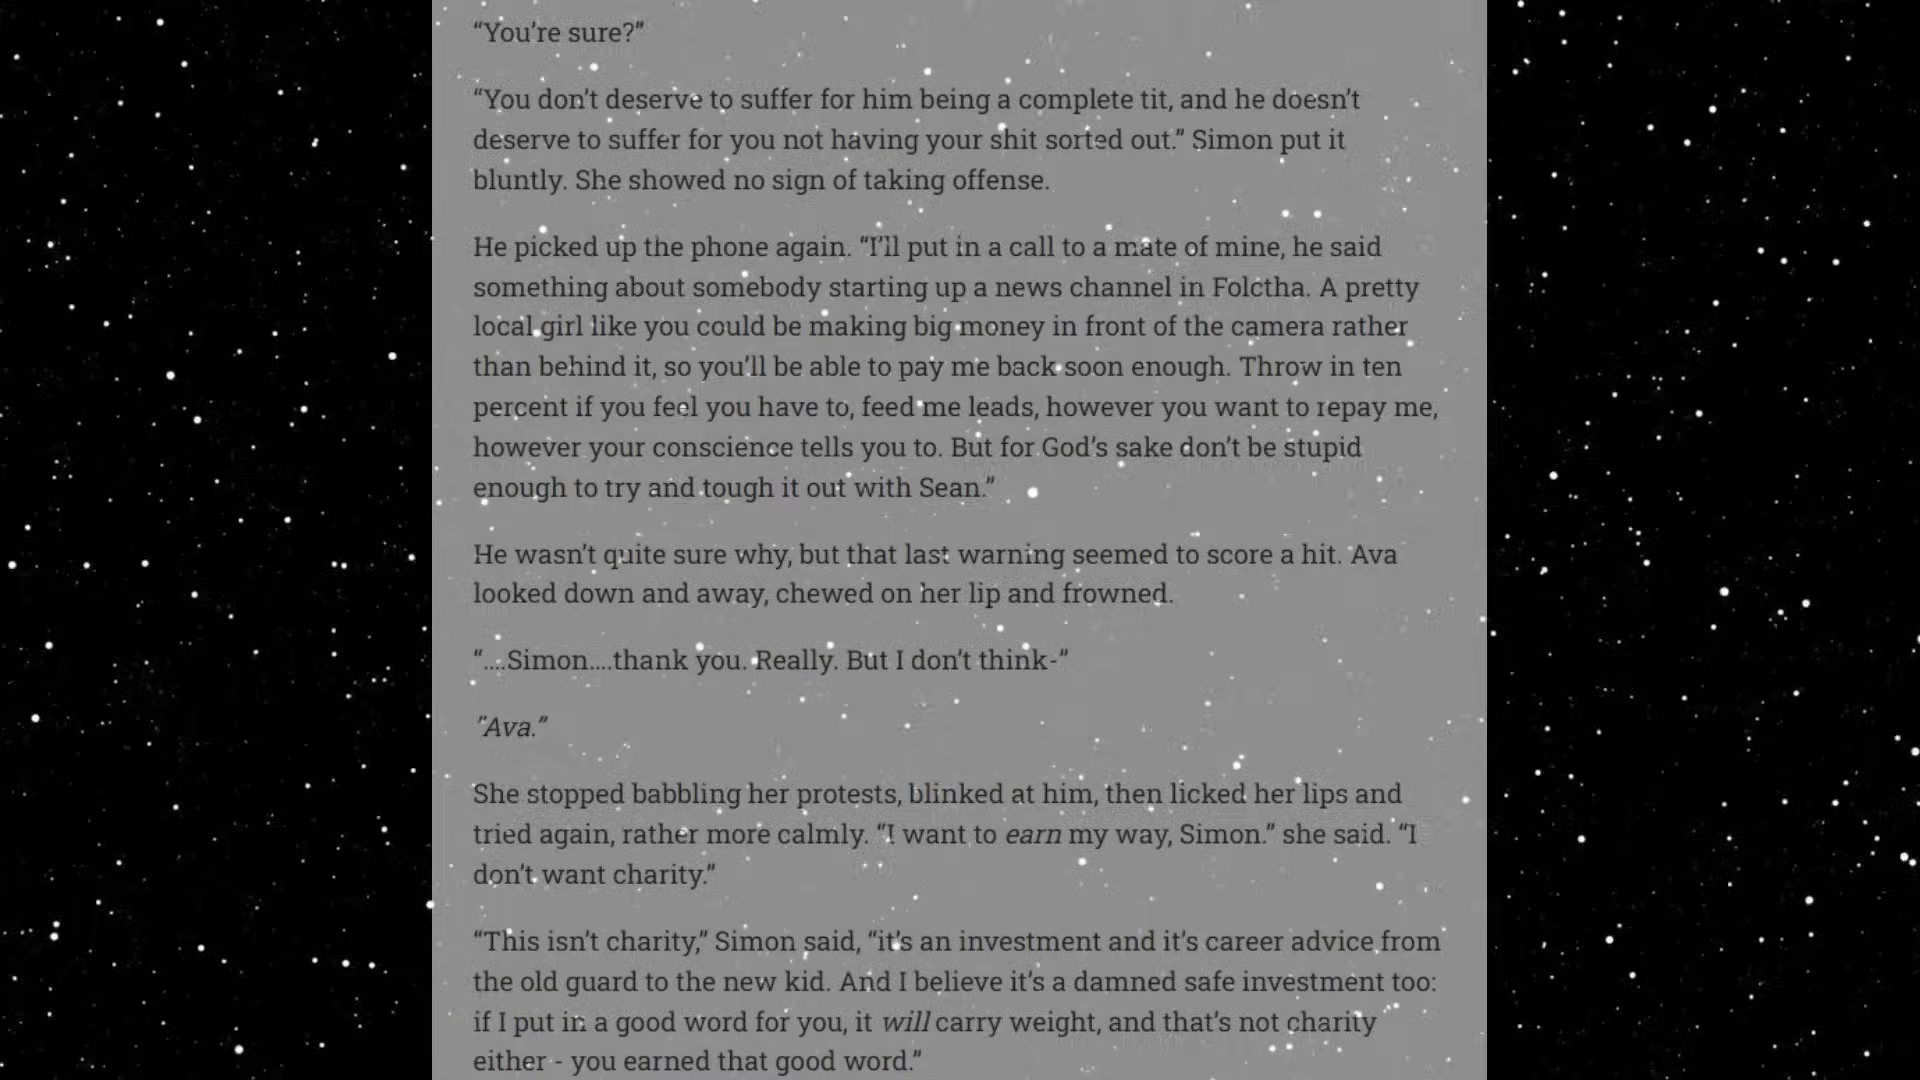 “You’re sure?”
“You don’t deserve to suffer for him being a complete tit, and he doesn’t
deserve to suffer for you not having your shit sorted out.” Simon put it
bluntly. She showed no sign of taking offense.
He picked up the phone again. “I’ll put in a call to a mate of mine, he said
something about somebody starting up a news channel in Folctha. A pretty
local girl like you could be making big money in front of the camera rather
than behind it, so you’ll be able to pay me back soon enough. Throw in ten
percent if you feel you have to, feed me leads, however you want to repay me,
however your conscience tells you to. But for God’s sake don’t be stupid
enough to try and tough it out with Sean.”
He wasn’t quite sure why, but that last warning seemed to score a hit. Ava
looked down and away, chewed on her lip and frowned.
“....Simon....thank you. Really. But I don’t think-”
“Ava.”
She stopped babbling her protests, blinked at him, then licked her lips and
tried again, rather more calmly. “I want to earn my way, Simon.” she said. “I
don’t want charity.”
“This isn’t charity,” Simon said, “it’s an investment and it’s career advice from
the old guard to the new kid. And I believe it’s a damned safe investment too:
if I put in a good word for you, it will carry weight, and that’s not charity
either - you earned that good word.”